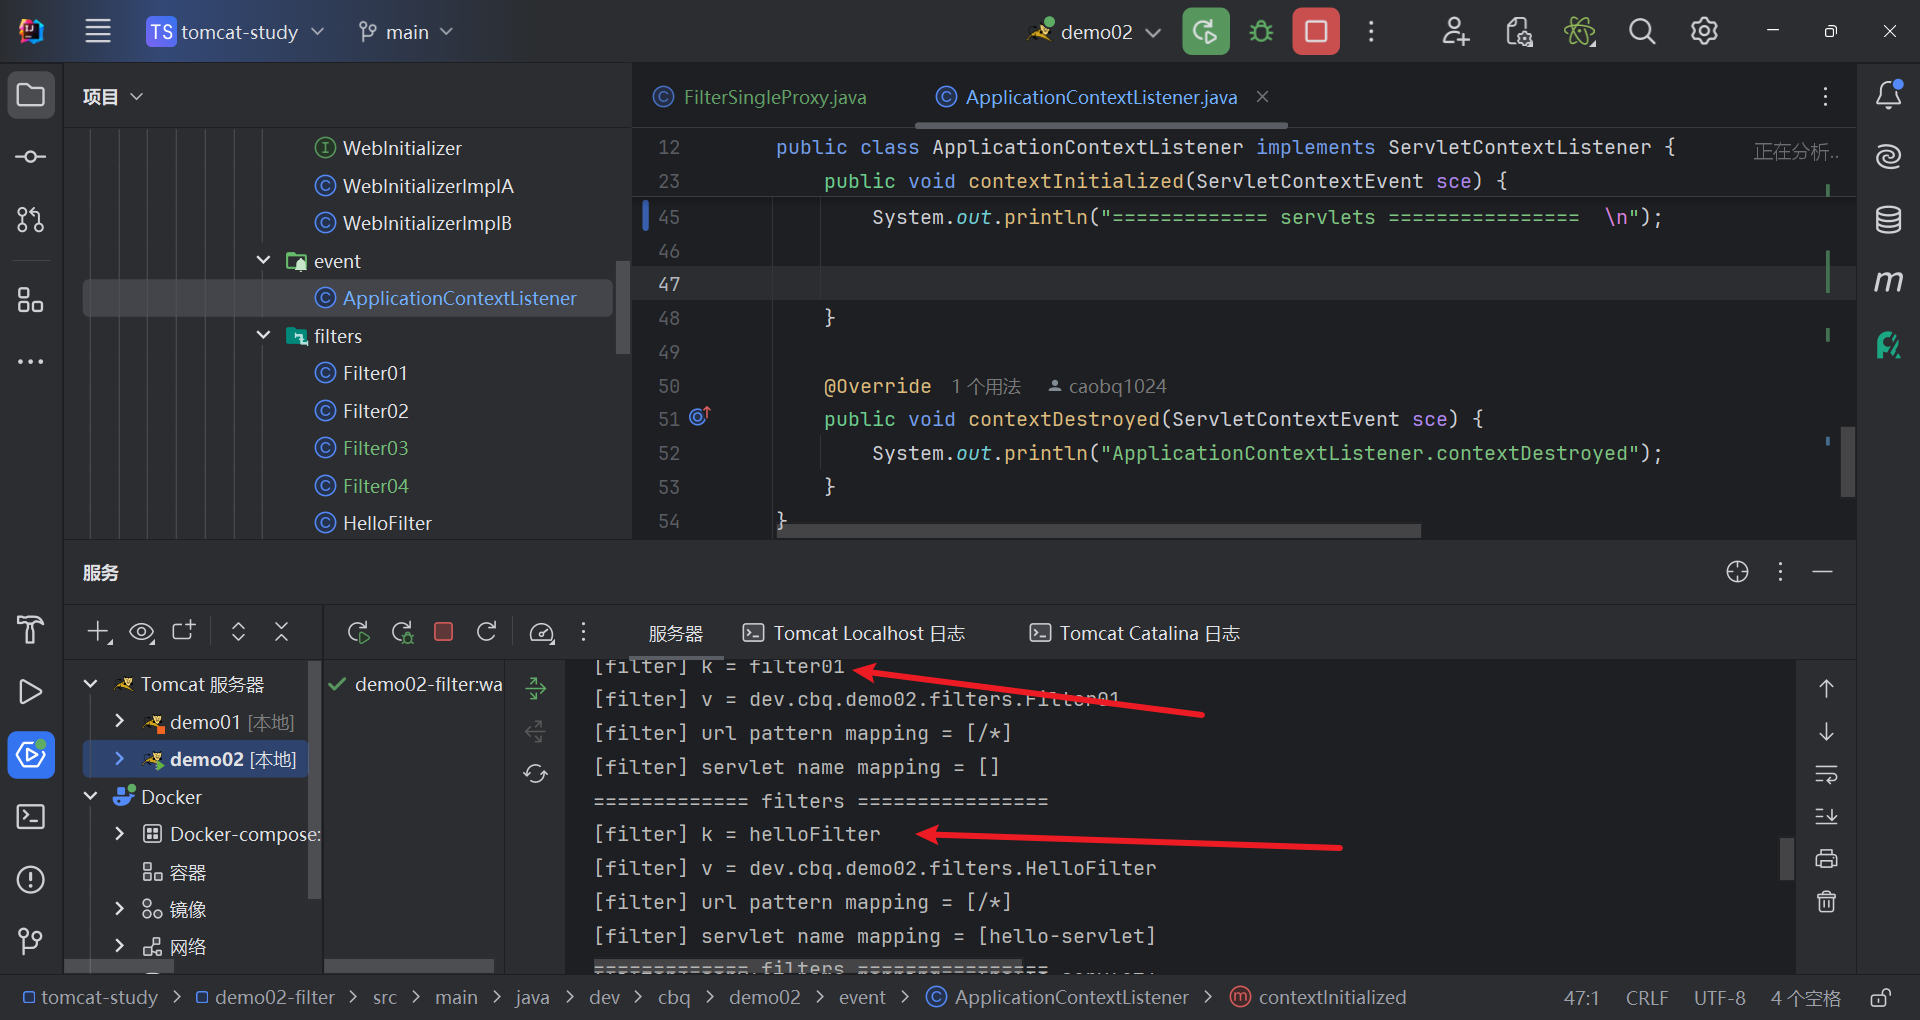 TS tomcat-study
main
demo02
项目
WebInitializer
WebInitializerImplA
WebInitializerImplB
event
ApplicationContextListener
filters
Filter01
Filter02
Filter03
Filter04
HelloFilter
FilterSingleProxy.java
ApplicationContextListener.java
正在分析..
12 public class ApplicationContextListener implements ServletContextListener {
23 public void contextInitialized(ServletContextEvent sce) {
45 System.out.println("============= servlets ================  \n");
46
47
48 }
49
50 @Override 1 个用法 caobq1024
51 public void contextDestroyed(ServletContextEvent sce) {
52 System.out.println("ApplicationContextListener.contextDestroyed");
53 }
54 }
服务
服务器
Tomcat Localhost 日志
Tomcat Catalina 日志
Tomcat 服务器
demo01 [本地]
demo02 [本地]
Docker
Docker-compose:
容器
镜像
网络
demo02-filter:wa
[filter] k = filter01
[filter] v = dev.cbq.demo02.filters.Filter01
[filter] url pattern mapping = [/*]
[filter] servlet name mapping = []
============= filters ================
[filter] k = helloFilter
[filter] v = dev.cbq.demo02.filters.HelloFilter
[filter] url pattern mapping = [/*]
[filter] servlet name mapping = [hello-servlet]
============= filters ================
tomcat-study > demo02-filter > src > main > java > dev > cbq > demo02 > event > ApplicationContextListener > contextInitialized
47:1 CRLF UTF-8 4 个空格